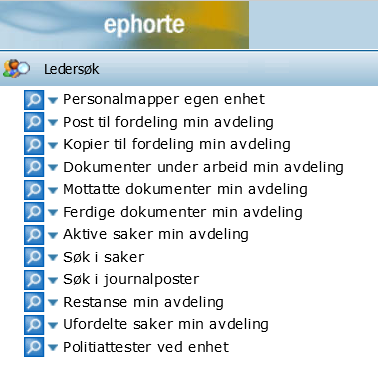 ephorte
Ledersøk
Personalmapper egen enhet
Post til fordeling min avdeling
Kopier til fordeling min avdeling
Dokumenter under arbeid min avdeling
Mottatte dokumenter min avdeling
Ferdige dokumenter min avdeling
Aktive saker min avdeling
Søk i saker
Søk i journalposter
Restanse min avdeling
Ufordelte saker min avdeling
Politiattester ved enhet